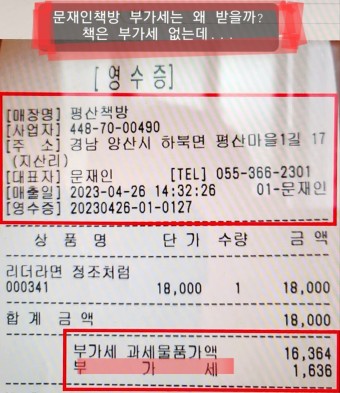 문재인책방 부가세는 왜 받을까?
책은 부가세 없는데...
[영수증]
[매장명] 평산책방
[사업자] 448-70-00490
[주 소] 경남 양산시 하북면 평산마을1길 17
(지산리)
[대표자] 문재인 [TEL] 055-366-2301
[매출일] 2023-04-26 14:32:26 01-문재인
[영수증] 20230426-01-0127
상 품 명 단 가 수량 금 액
리더라면 정조처럼
000341 18,000 1 18,000
합 계 금 액 18,000
부가세 과세물품가액 16,364
부 가 세 1,636